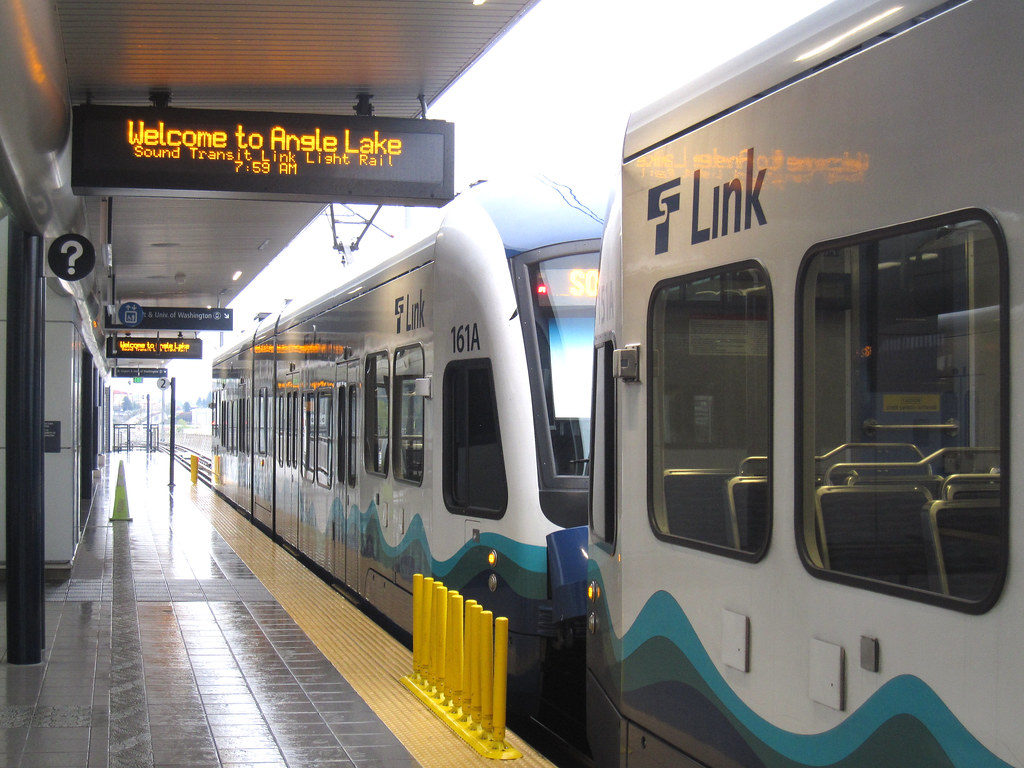 Welcome to Angle Lake
Sound Transit Link Light Rail
7:59 AM
?
& Univ. of Washington
Welcome to Angle Lake
2
Link
161A
Link